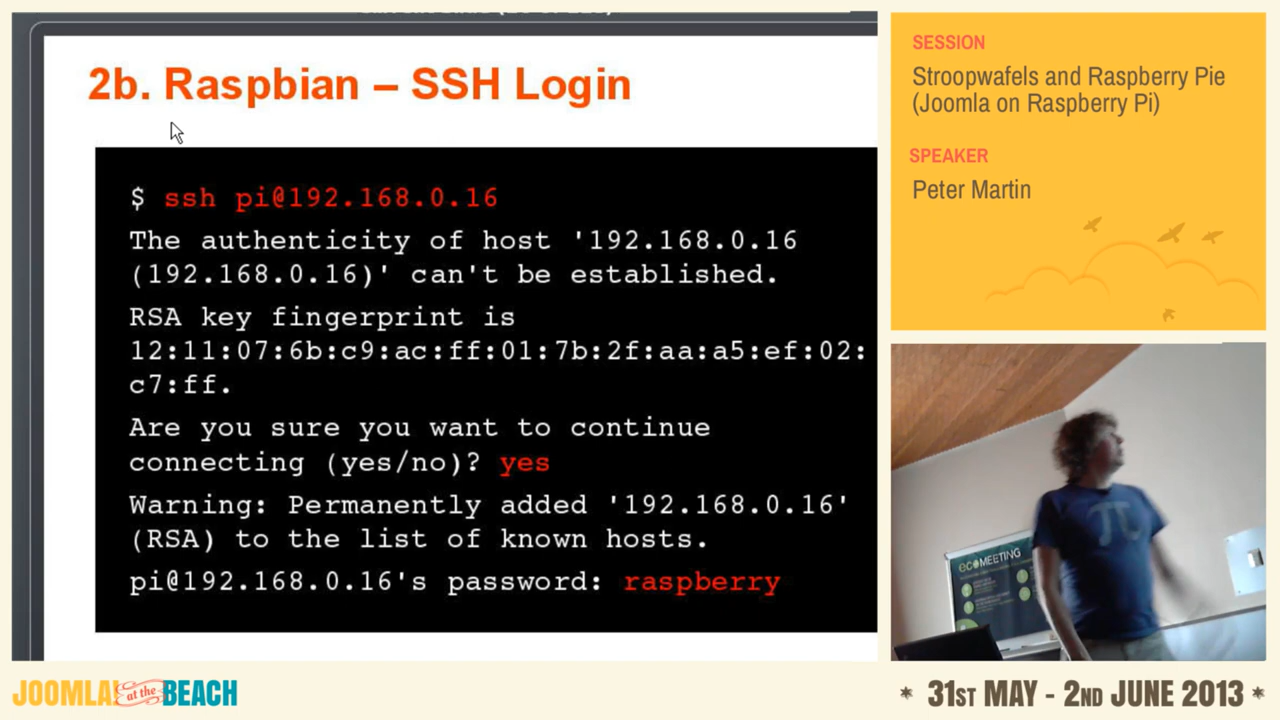 2b. Raspbian – SSH Login
$ ssh pi@192.168.0.16
The authenticity of host '192.168.0.16
(192.168.0.16)' can't be established.
RSA key fingerprint is
12:11:07:6b:c9:ac:ff:01:7b:2f:aa:a5:ef:02:
c7:ff.
Are you sure you want to continue
connecting (yes/no)? yes
Warning: Permanently added '192.168.0.16'
(RSA) to the list of known hosts.
pi@192.168.0.16's password: raspberry
SESSION
Stroopwafels and Raspberry Pie
(Joomla on Raspberry Pi)
SPEAKER
Peter Martin
π
ecoMEETING
JOOMLA! at the BEACH
* 31ST MAY - 2ND JUNE 2013 *